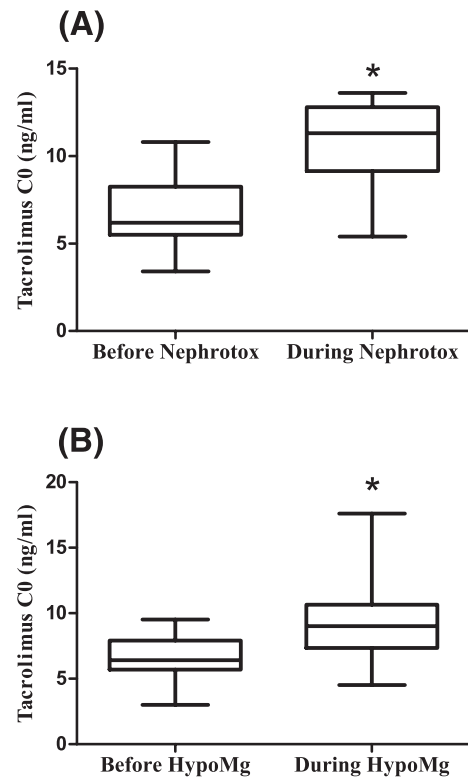 (A)
Tacrolimus C0 (ng/ml)
15
10
5
0
*
Before Nephrotox
During Nephrotox
(B)
Tacrolimus C0 (ng/ml)
20
15
10
5
0
*
Before HypoMg
During HypoMg